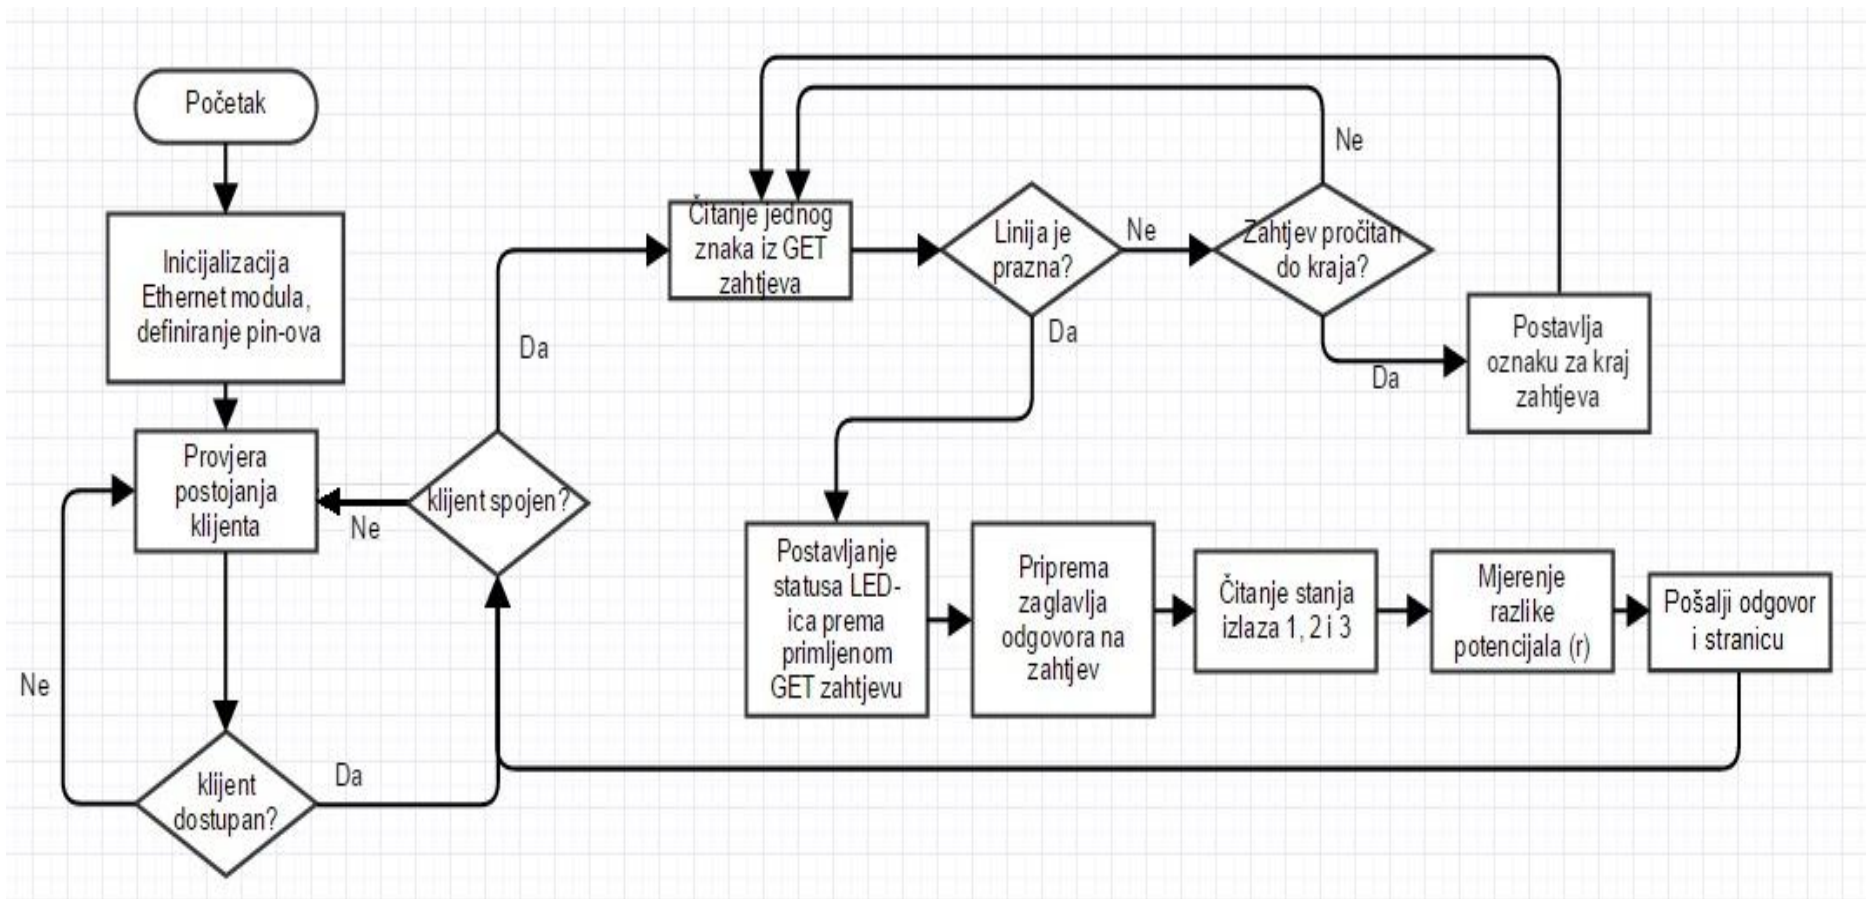 Početak
Inicijalizacija
Ethernet modula,
definiranje pin-ova
Provjera
postojanja
klijenta
Ne
klijent
dostupan?
Da
klijent spojen?
Ne
Da
Čitanje jednog
znaka iz GET
zahtjeva
Linija je
prazna?
Ne
Da
Zahtjev pročitan
do kraja?
Ne
Da
Postavlja
oznaku za kraj
zahtjeva
Postavljanje
statusa LED-
ica prema
primljenom
GET zahtjevu
Priprema
zaglavlja
odgovora na
zahtjev
Čitanje stanja
izlaza 1, 2 i 3
Mjerenje
razlike
potencijala (r)
Pošalji odgovor
i stranicu